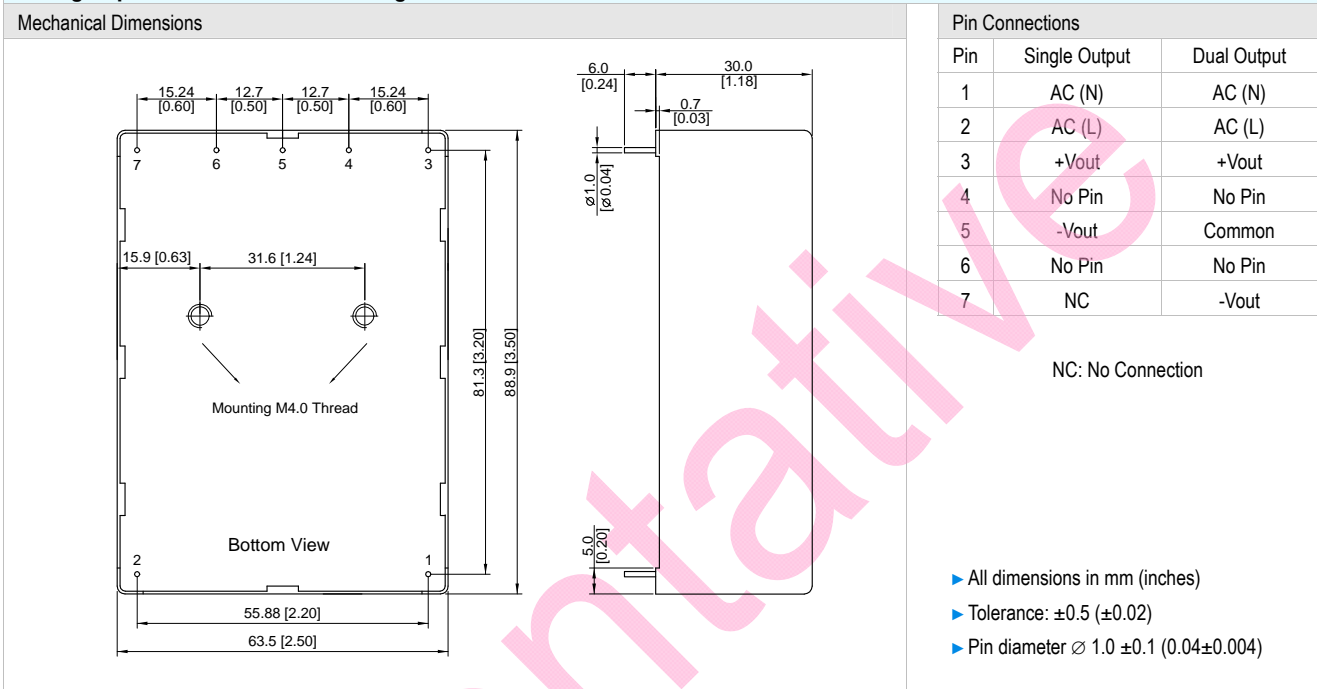 Mechanical Dimensions
15.24
[0.60]
12.7
[0.50]
12.7
[0.50]
15.24
[0.60]
7 6 5 4 3
15.9 [0.63]
31.6 [1.24]
Mounting M4.0 Thread
81.3 [3.20]
88.9 [3.50]
Bottom View
2 1
55.88 [2.20]
63.5 [2.50]
6.0
[0.24]
30.0
[1.18]
0.7
[0.03]
⌀1.0
[⌀0.04]
5.0
[0.20]
Pin Connections
Pin Single Output Dual Output
1 AC (N) AC (N)
2 AC (L) AC (L)
3 +Vout +Vout
4 No Pin No Pin
5 -Vout Common
6 No Pin No Pin
7 NC -Vout
NC: No Connection
► All dimensions in mm (inches)
► Tolerance: ±0.5 (±0.02)
► Pin diameter ∅ 1.0 ±0.1 (0.04±0.004)